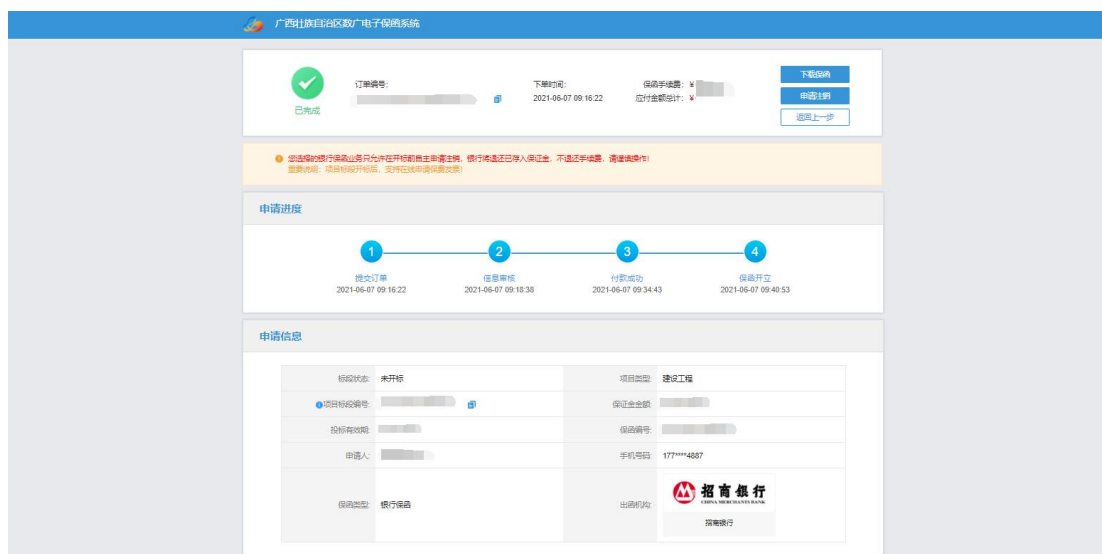 广西壮族自治区数广电子保函系统
已完成
订单编号:
下单时间:
2021-06-07 09:16:22
保函手续费: ¥
应付金额总计: ¥
下载保函
申请注销
返回上一步
您选择的银行保函业务只允许在开标前自主申请注销, 银行将退还已存入保证金, 不退还手续费, 请谨慎操作!
重要说明: 项目标段开标后, 支持在线申请保费发票!
申请进度
1 2 3 4
提交订单 信息审核 付款成功 保函开立
2021-06-07 09:16:22 2021-06-07 09:18:38 2021-06-07 09:34:43 2021-06-07 09:40:53
申请信息
标段状态: 未开标 项目类型: 建设工程
项目标段编号: 保证金金额:
投标有效期: 保函编号:
申请人: 手机号码: 177****4887
保函类型: 银行保函 出函机构:
招商银行
CHINA MERCHANTS BANK
招商银行